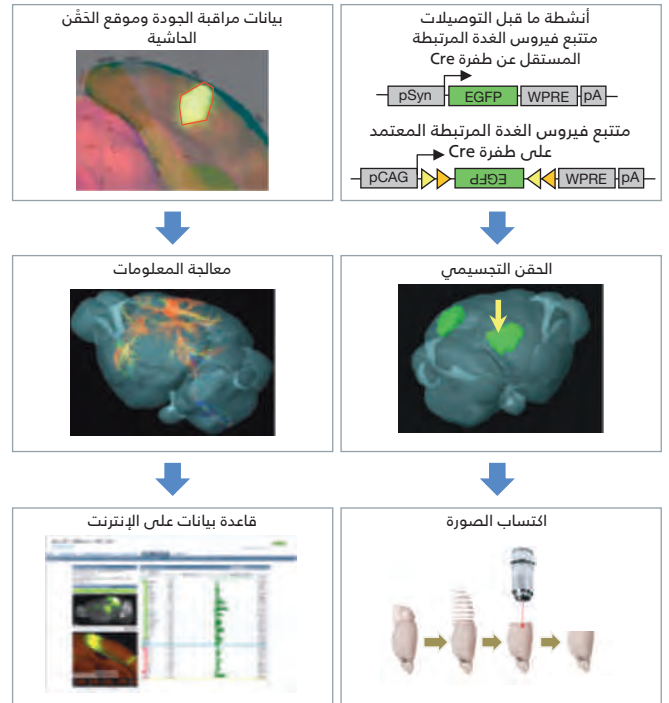 أنشطة ما قبل التوصيلات
متتبع فيروس الغدة المرتبطة
المستقل عن طفرة Cre
pSyn EGFP WPRE pA
متتبع فيروس الغدة المرتبطة المعتمد
على طفرة Cre
pCAG EGFP WPRE pA
الحقن التجسيمي
اكتساب الصورة
بيانات مراقبة الجودة وموقع الحَقْن
الحاشية
معالجة المعلومات
قاعدة بيانات على الإنترنت